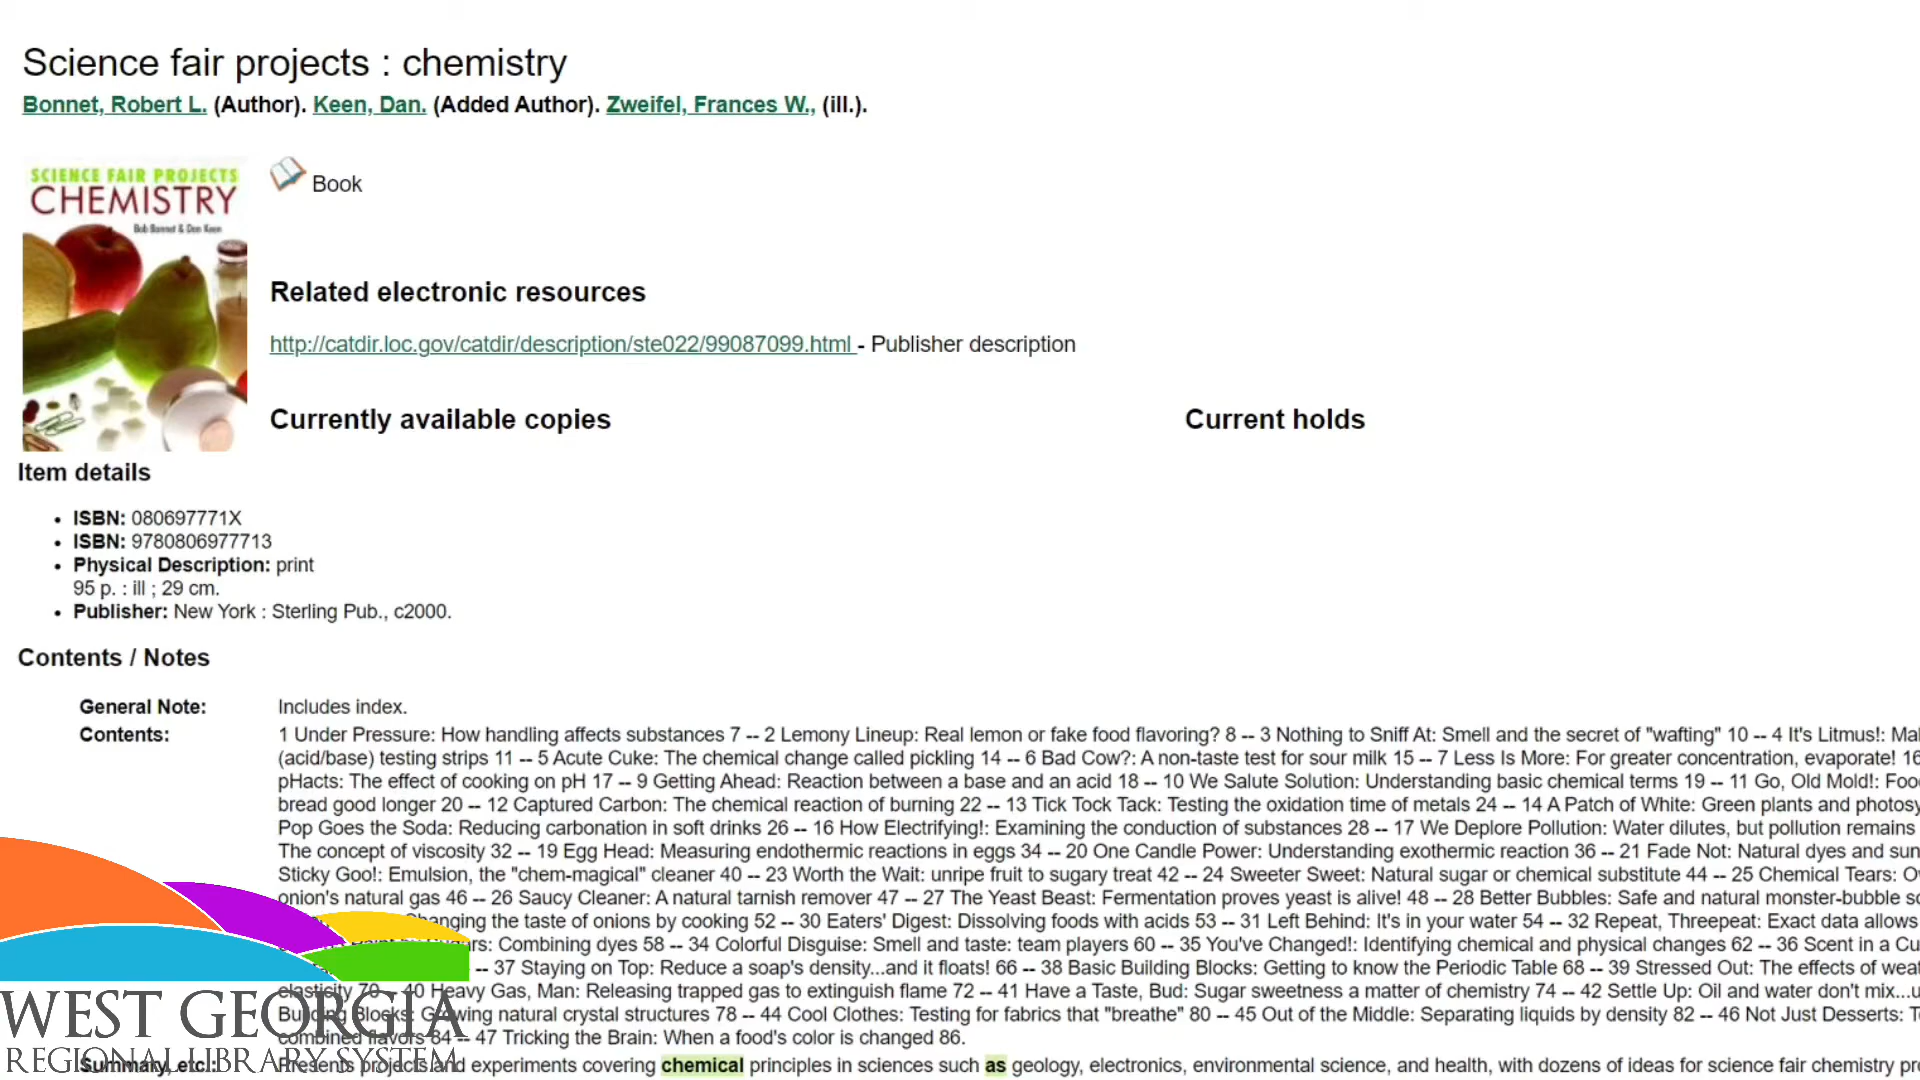 Science fair projects : chemistry
Bonnet, Robert L. (Author). Keen, Dan. (Added Author). Zweifel, Frances W., (ill.).
SCIENCE FAIR PROJECTS
CHEMISTRY
Bob Bonnet & Dan Keen
Book
Related electronic resources
http://catdir.loc.gov/catdir/description/ste022/99087099.html - Publisher description
Currently available copies
Current holds
Item details
• ISBN: 080697771X
• ISBN: 9780806977713
• Physical Description: print
95 p. : ill ; 29 cm.
• Publisher: New York : Sterling Pub., c2000.
Contents / Notes
General Note: Includes index.
Contents: 1 Under Pressure: How handling affects substances 7 -- 2 Lemony Lineup: Real lemon or fake food flavoring? 8 -- 3 Nothing to Sniff At: Smell and the secret of "wafting" 10 -- 4 It's Litmus!: Mal
(acid/base) testing strips 11 -- 5 Acute Cuke: The chemical change called pickling 14 -- 6 Bad Cow?: A non-taste test for sour milk 15 -- 7 Less Is More: For greater concentration, evaporate! 16
pHacts: The effect of cooking on pH 17 -- 9 Getting Ahead: Reaction between a base and an acid 18 -- 10 We Salute Solution: Understanding basic chemical terms 19 -- 11 Go, Old Mold!: Foo
bread good longer 20 -- 12 Captured Carbon: The chemical reaction of burning 22 -- 13 Tick Tock Tack: Testing the oxidation time of metals 24 -- 14 A Patch of White: Green plants and photosy
Pop Goes the Soda: Reducing carbonation in soft drinks 26 -- 16 How Electrifying!: Examining the conduction of substances 28 -- 17 We Deplore Pollution: Water dilutes, but pollution remains
The concept of viscosity 32 -- 19 Egg Head: Measuring endothermic reactions in eggs 34 -- 20 One Candle Power: Understanding exothermic reaction 36 -- 21 Fade Not: Natural dyes and sun
Sticky Goo!: Emulsion, the "chem-magical" cleaner 40 -- 23 Worth the Wait: unripe fruit to sugary treat 42 -- 24 Sweeter Sweet: Natural sugar or chemical substitute 44 -- 25 Chemical Tears: O
onion's natural gas 46 -- 26 Saucy Cleaner: A natural tarnish remover 47 -- 27 The Yeast Beast: Fermentation proves yeast is alive! 48 -- 28 Better Bubbles: Safe and natural monster-bubble so
Changing the taste of onions by cooking 52 -- 30 Eaters' Digest: Dissolving foods with acids 53 -- 31 Left Behind: It's in your water 54 -- 32 Repeat, Threepeat: Exact data allows
Combining dyes 58 -- 34 Colorful Disguise: Smell and taste: team players 60 -- 35 You've Changed!: Identifying chemical and physical changes 62 -- 36 Scent in a Cu
-- 37 Staying on Top: Reduce a soap's density...and it floats! 66 -- 38 Basic Building Blocks: Getting to know the Periodic Table 68 -- 39 Stressed Out: The effects of weat
elasticity 70 -- 40 Heavy Gas, Man: Releasing trapped gas to extinguish flame 72 -- 41 Have a Taste, Bud: Sugar sweetness a matter of chemistry 74 -- 42 Settle Up: Oil and water don't mix...u
Building Blocks: Growing natural crystal structures 78 -- 44 Cool Clothes: Testing for fabrics that "breathe" 80 -- 45 Out of the Middle: Separating liquids by density 82 -- 46 Not Just Desserts: T
combined flavors 84 -- 47 Tricking the Brain: When a food's color is changed 86.
Summary, etc.: Presents projects and experiments covering chemical principles in sciences such as geology, electronics, environmental science, and health, with dozens of ideas for science fair chemistry pr
WEST GEORGIA
REGIONAL LIBRARY SYSTEM